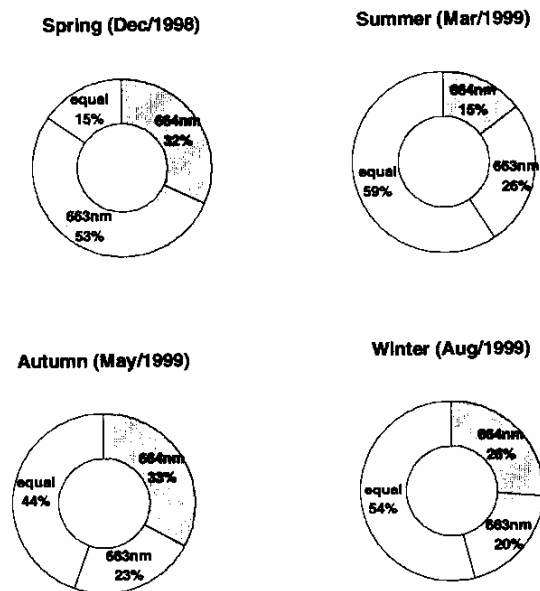 Spring (Dec/1998)
equal
15%
664nm
32%
663nm
53%
Summer (Mar/1999)
664nm
15%
663nm
26%
equal
59%
Autumn (May/1999)
664nm
33%
equal
44%
663nm
23%
Winter (Aug/1999)
664nm
26%
equal
54%
663nm
20%